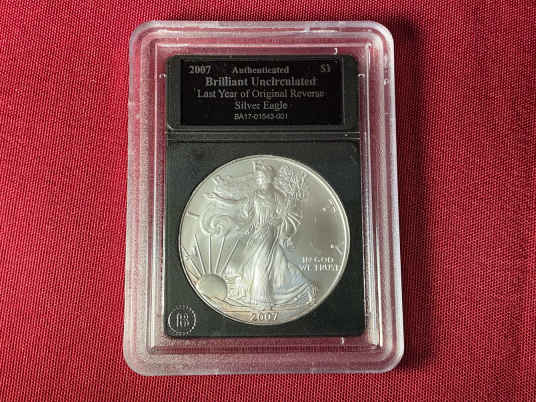 2007 Authenticated $1
Brilliant Uncirculated
Last Year of Original Reverse
Silver Eagle
BA17-01543-001
IN GOD
WE TRUST
2007